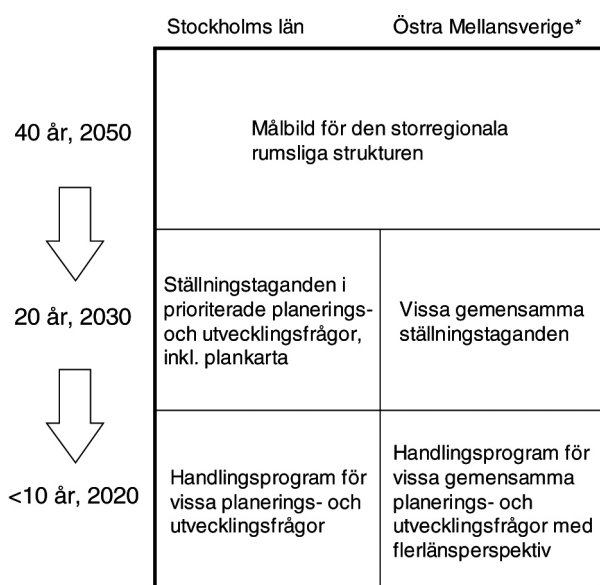 Stockholms län
Östra Mellansverige*
40 år, 2050
Målbild för den storregionala
rumsliga strukturen
20 år, 2030
Ställningstaganden i
prioriterade planerings-
och utvecklingsfrågor,
inkl. plankarta
Vissa gemensamma
ställningstaganden
<10 år, 2020
Handlingsprogram för
vissa planerings- och
utvecklingsfrågor
Handlingsprogram för
vissa gemensamma
planerings- och
utvecklingsfrågor med
flerlänsperspektiv